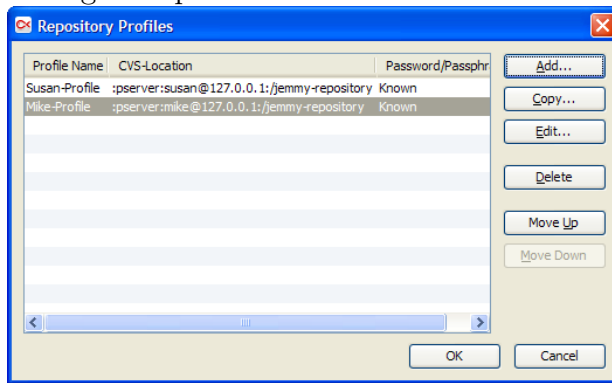 Repository Profiles
Profile Name CVS-Location Password/Passphr
Susan-Profile :pserver:susan@127.0.0.1:/jemmy-repository Known
Mike-Profile :pserver:mike@127.0.0.1:/jemmy-repository Known
Add...
Copy...
Edit...
Delete
Move Up
Move Down
OK Cancel